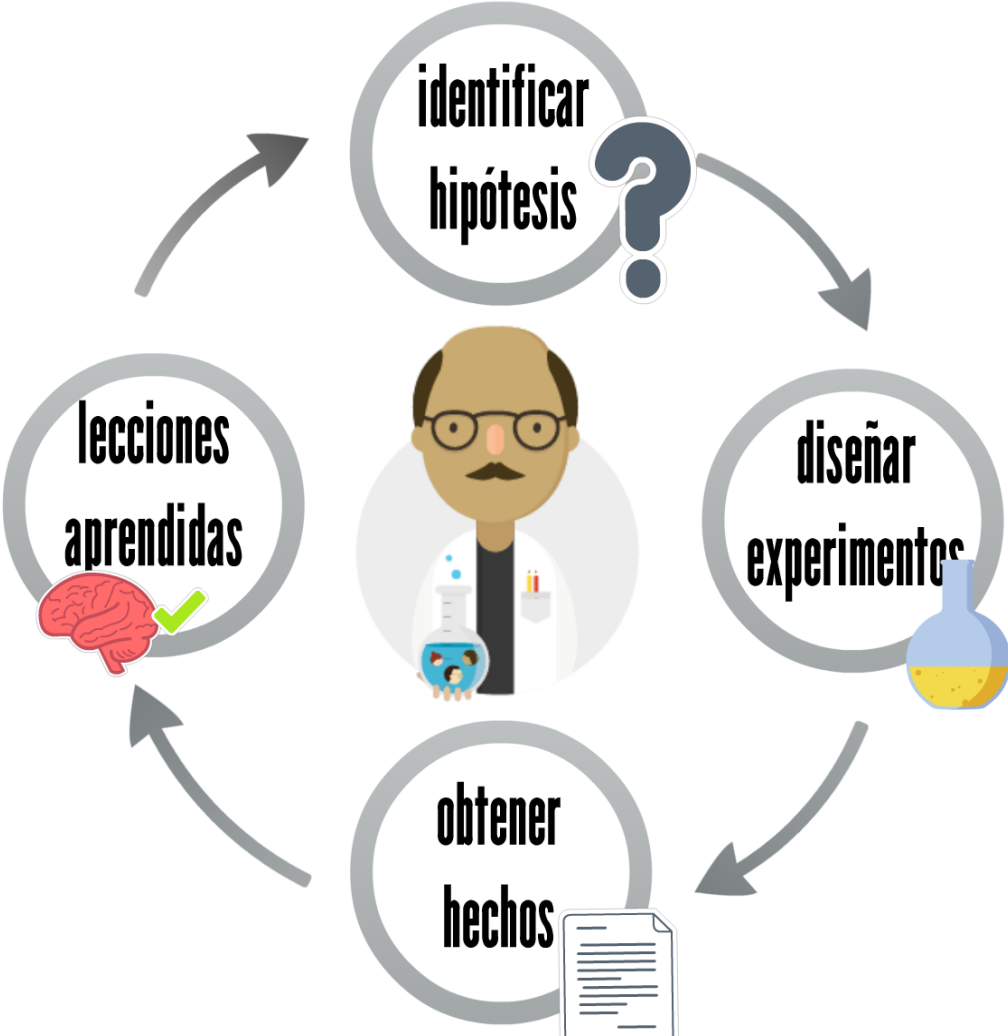 identificar
hipótesis
diseñar
experimentos
obtener
hechos
lecciones
aprendidas